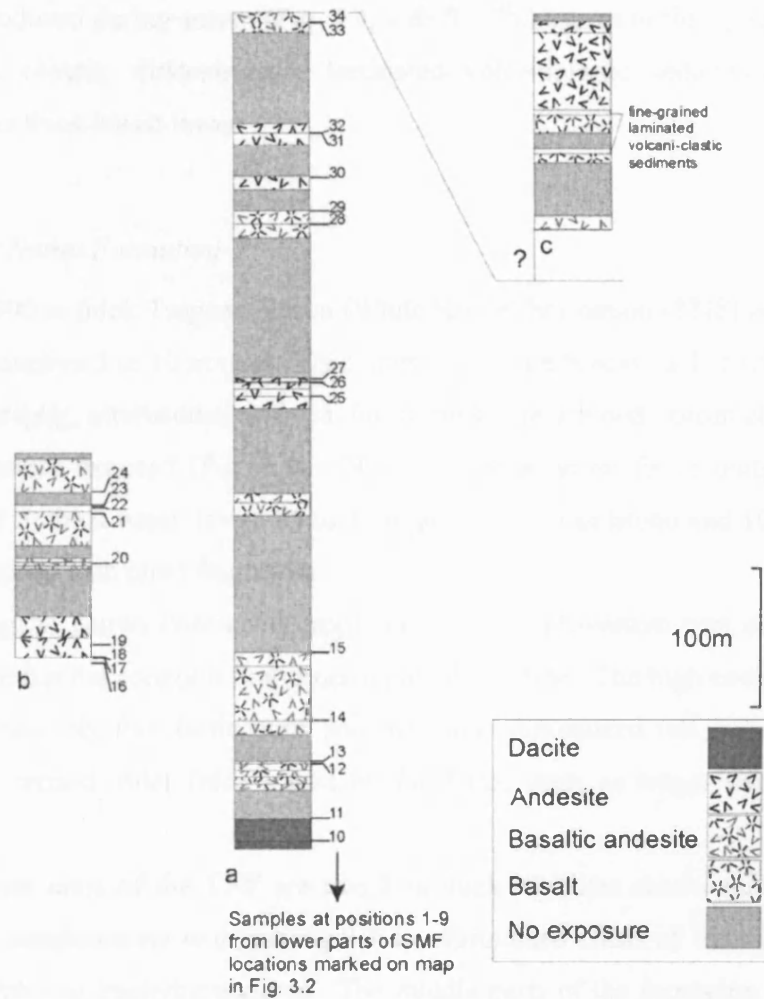 34
33
32
31
30
29
28
27
26
25
15
14
13
12
11
10
a
Samples at positions 1-9
from lower parts of SMF
locations marked on map
in Fig. 3.2
24
23
22
21
20
19
18
17
16
b
fine-grained
laminated
volcani-clastic
sediments
?
c
100m
Dacite
Andesite
Basaltic andesite
Basalt
No exposure